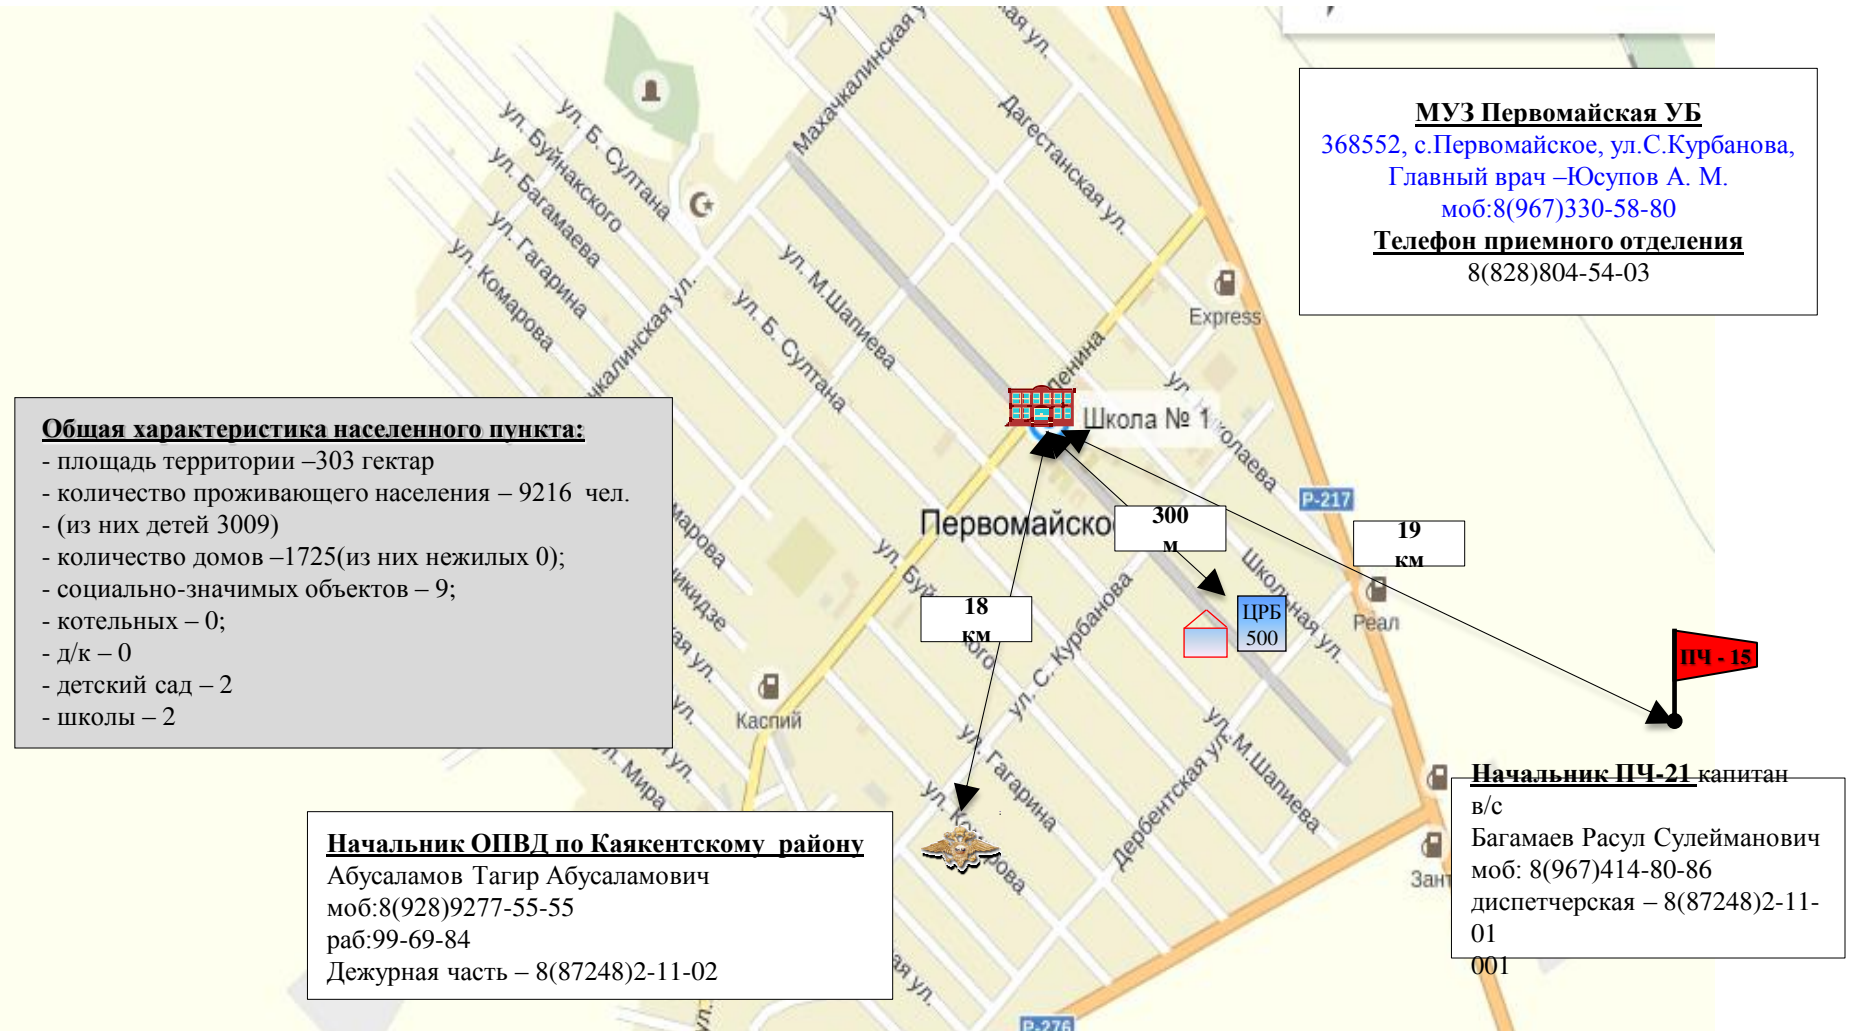 МУЗ Первомайская УБ
368552, с.Первомайское, ул.С.Курбанова,
Главный врач –Юсупов А. М.
моб:8(967)330-58-80
Телефон приемного отделения
8(828)804-54-03
Общая характеристика населенного пункта:
- площадь территории –303 гектар
- количество проживающего населения – 9216 чел.
- (из них детей 3009)
- количество домов –1725(из них нежилых 0);
- социально-значимых объектов – 9;
- котельных – 0;
- д/к – 0
- детский сад – 2
- школы – 2
Начальник ОПВД по Каякентскому району
Абусаламов Тагир Абусаламович
моб:8(928)9277-55-55
раб:99-69-84
Дежурная часть – 8(87248)2-11-02
Начальник ПЧ-21 капитан
в/с
Багамаев Расул Сулейманович
моб: 8(967)414-80-86
диспетчерская – 8(87248)2-11-
01
001
ПЧ - 15
19
км
300
м
18
км
ЦРБ
500
Школа № 1
Первомайско
Р-217
Р-276
Express
Реал
Каспий
Зант
Махачкалинская
Дагестанская ул.
ул. Б. Султана
ул. Буйнакского
ул. Багамаева
ул. Гагарина
ул. Комарова
ул. М.Шапиева
ул. Б. Султана
Ленина
Школьная ул.
ул. С. Курбанова
ул. Гагарина
ул. М.Шапиева
Дербентская ул.
ул. Мира